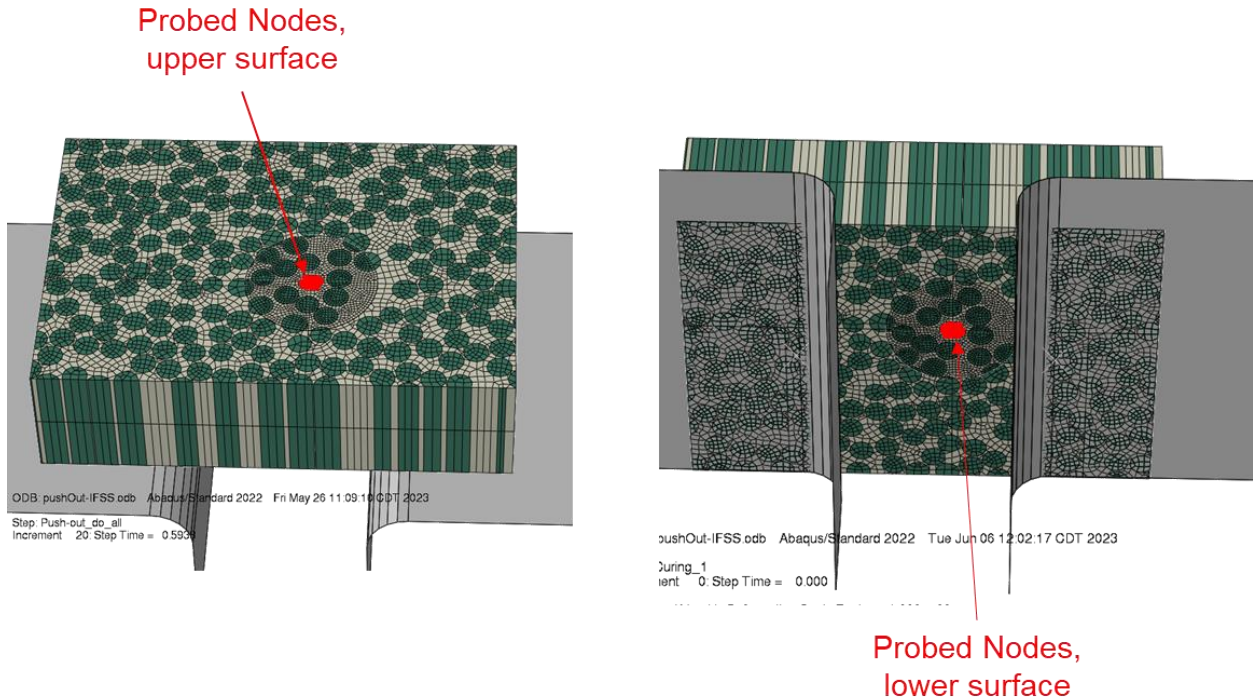 Probed Nodes,
upper surface
ODB: pushOut-IFSS.odb Abaqus/Standard 2022 Fri May 26 11:09:10 CDT 2023
Step: Push-out_do_all
Increment 20: Step Time = 0.5938
pushOut-IFSS.odb Abaqus/Standard 2022 Tue Jun 06 12:02:17 CDT 2023
Curing_1
ment 0: Step Time = 0.000
Probed Nodes,
lower surface